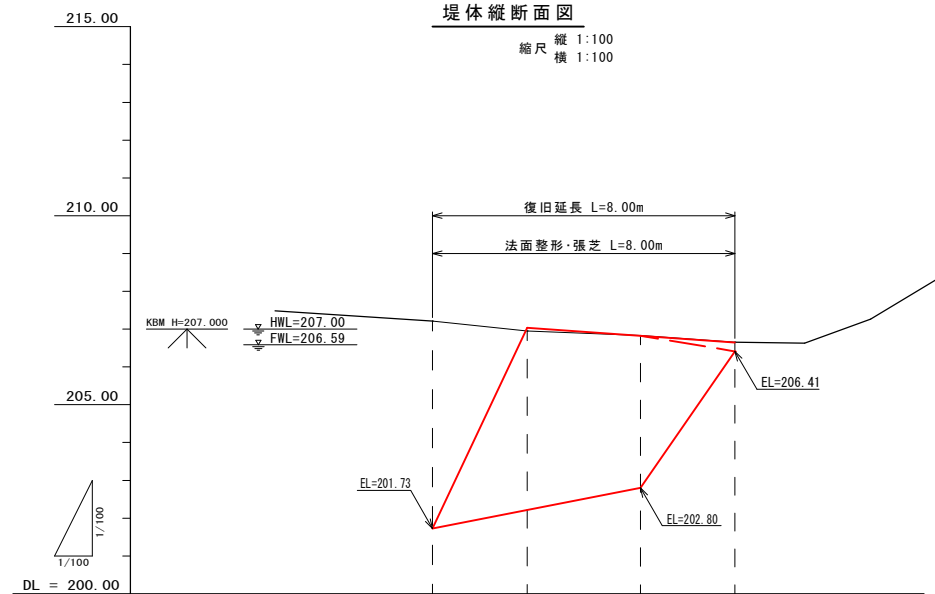 堤体縦断面図
縮尺 縦 1:100
横 1:100
215.00
210.00
復旧延長 L=8.00m
法面整形・張芝 L=8.00m
KBM H=207.000
HWL=207.00
FWL=206.59
205.00
EL=206.41
EL=201.73
EL=202.80
1/100
1/100
DL = 200.00